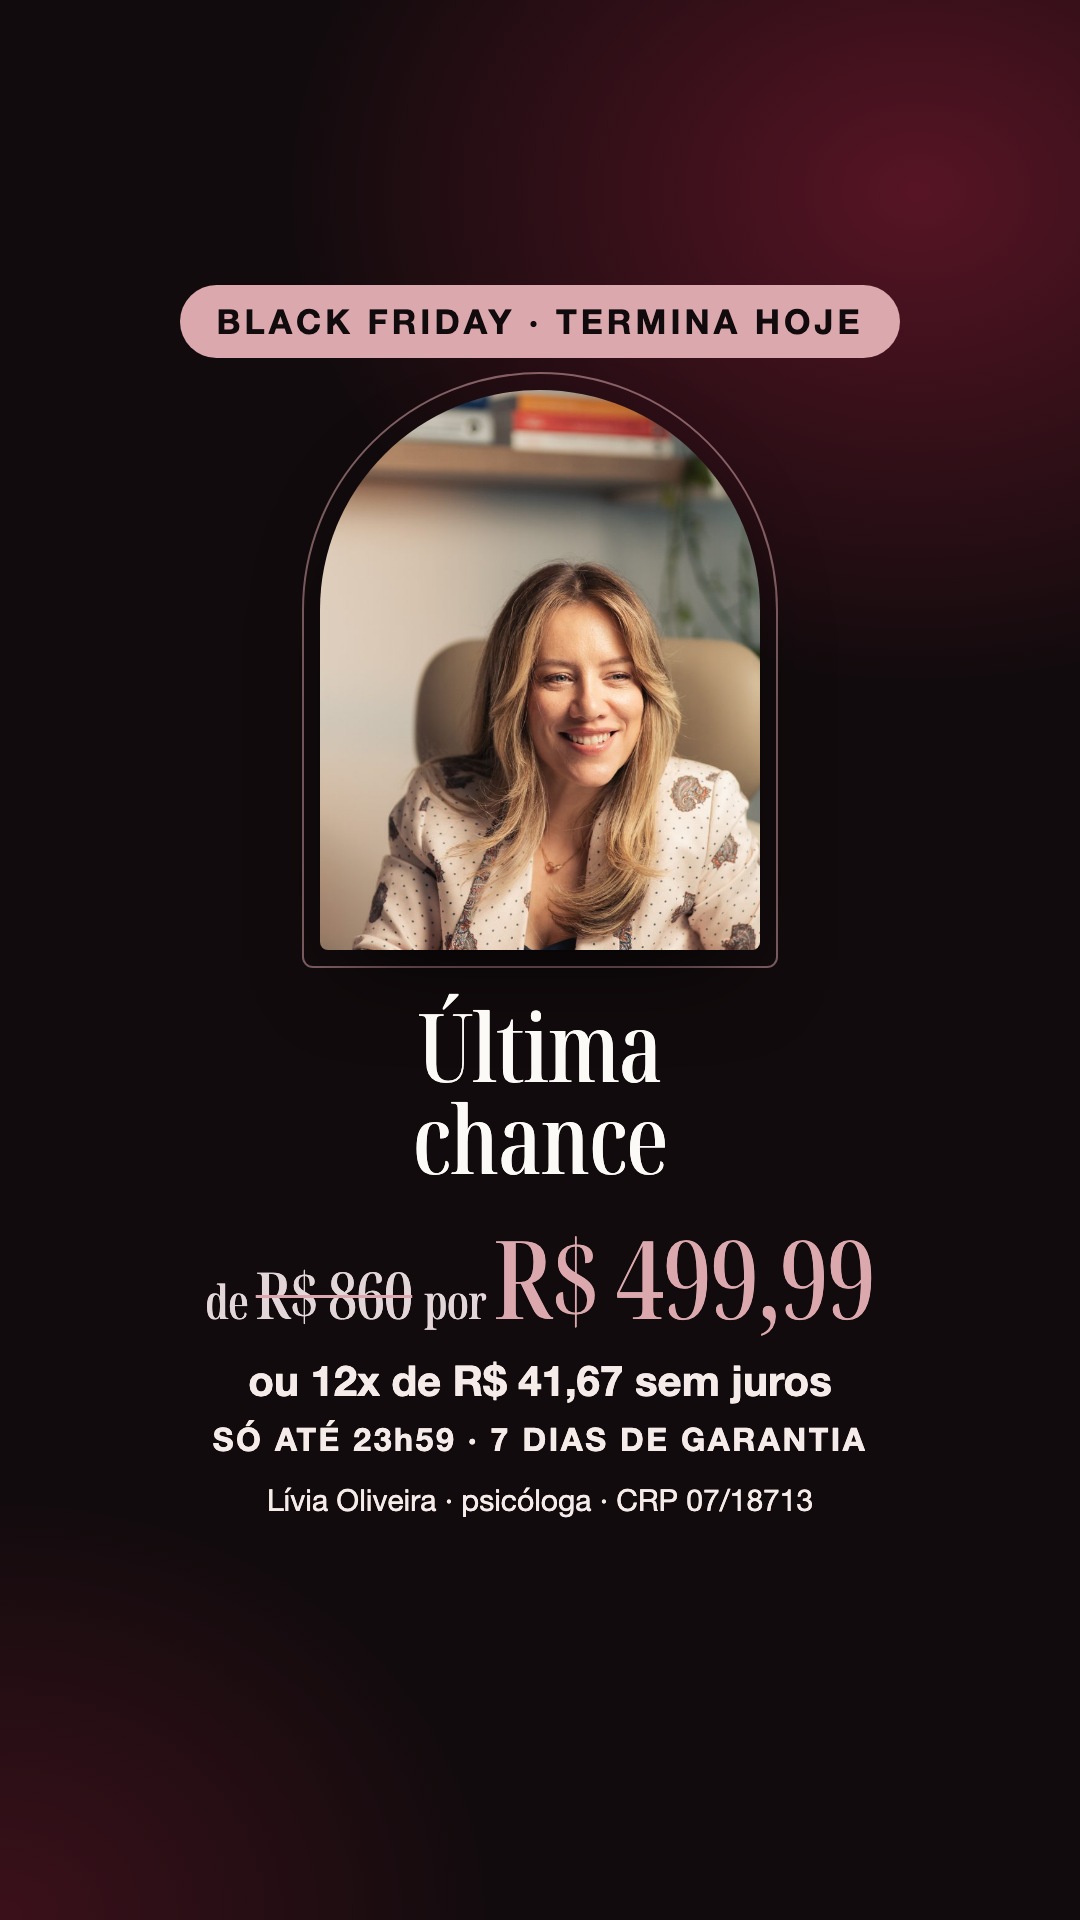 BLACK FRIDAY · TERMINA HOJE
Última
chance
de R$ 860 por R$ 499,99
ou 12x de R$ 41,67 sem juros
SÓ ATÉ 23h59 · 7 DIAS DE GARANTIA
Lívia Oliveira · psicóloga · CRP 07/18713